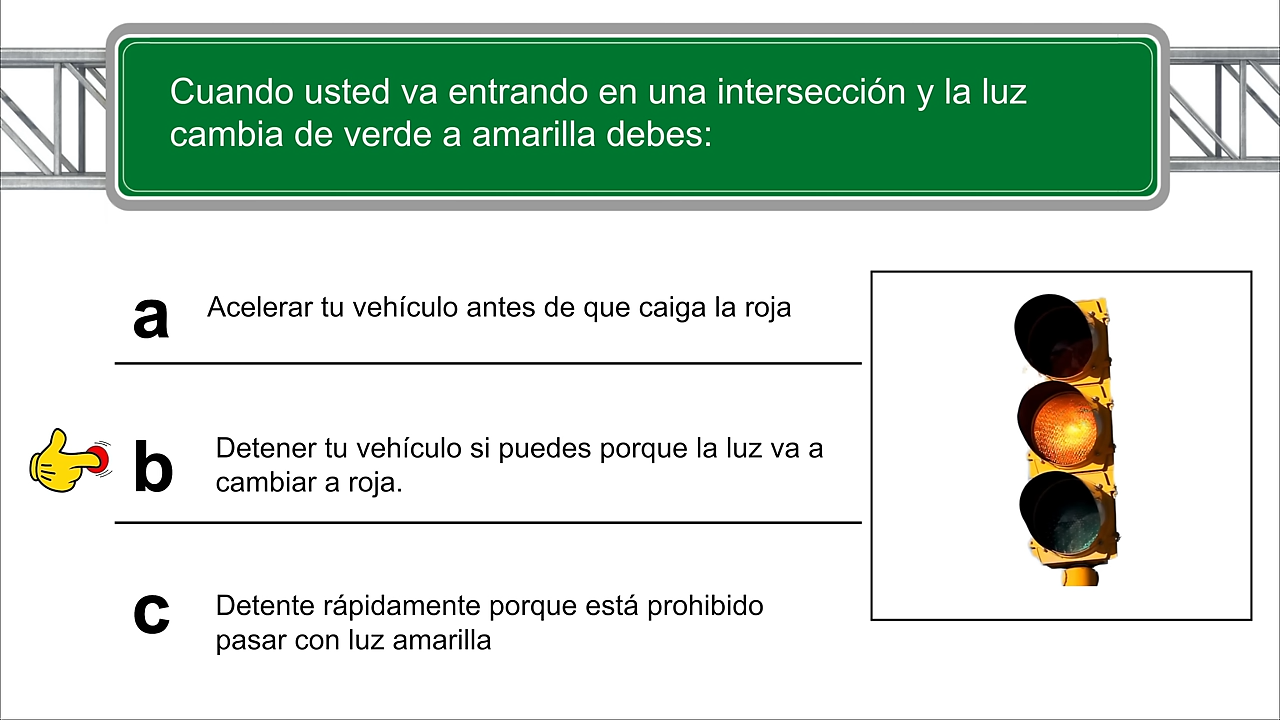 Cuando usted va entrando en una intersección y la luz
cambia de verde a amarilla debes:
a Acelerar tu vehículo antes de que caiga la roja
b Detener tu vehículo si puedes porque la luz va a
cambiar a roja.
c Detente rápidamente porque está prohibido
pasar con luz amarilla